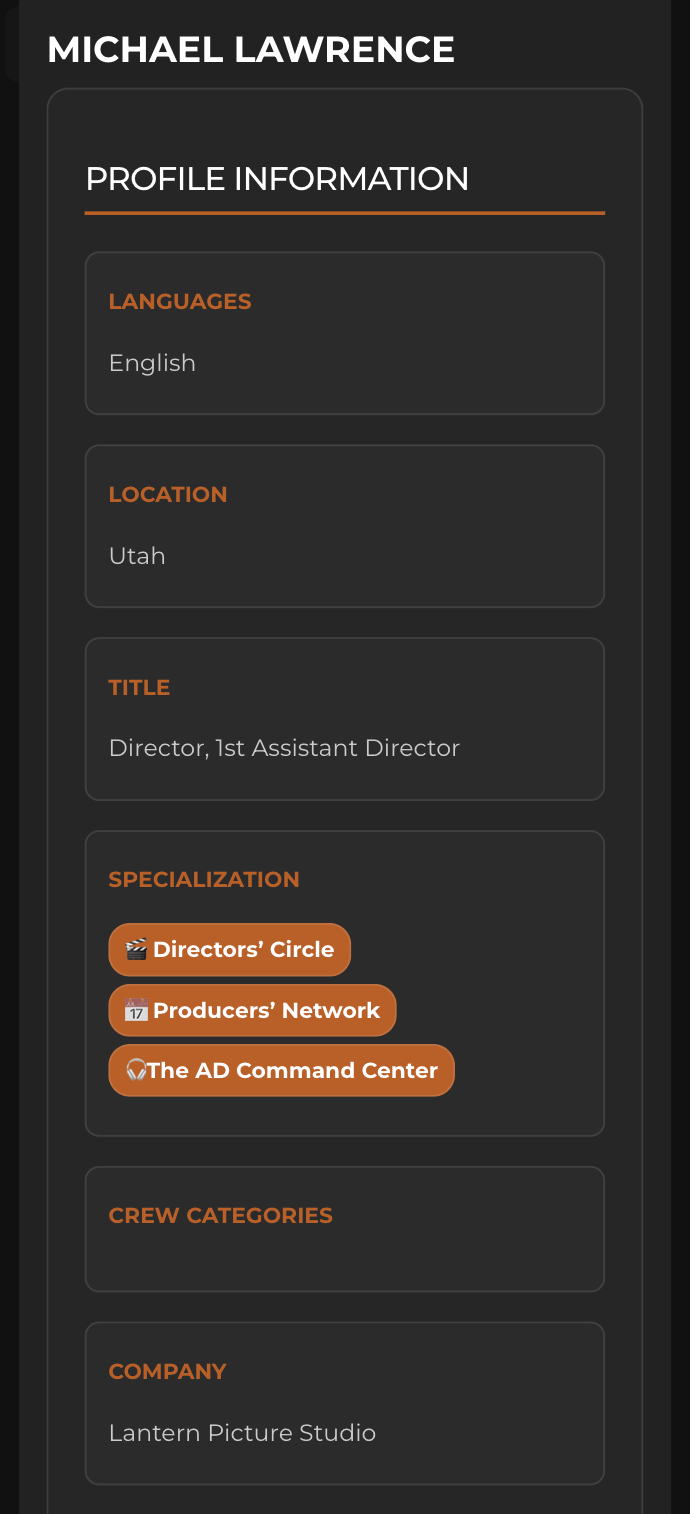 MICHAEL LAWRENCE
PROFILE INFORMATION
LANGUAGES
English
LOCATION
Utah
TITLE
Director, 1st Assistant Director
SPECIALIZATION
🎬 Directors’ Circle
📅 Producers’ Network
🎧The AD Command Center
CREW CATEGORIES
COMPANY
Lantern Picture Studio